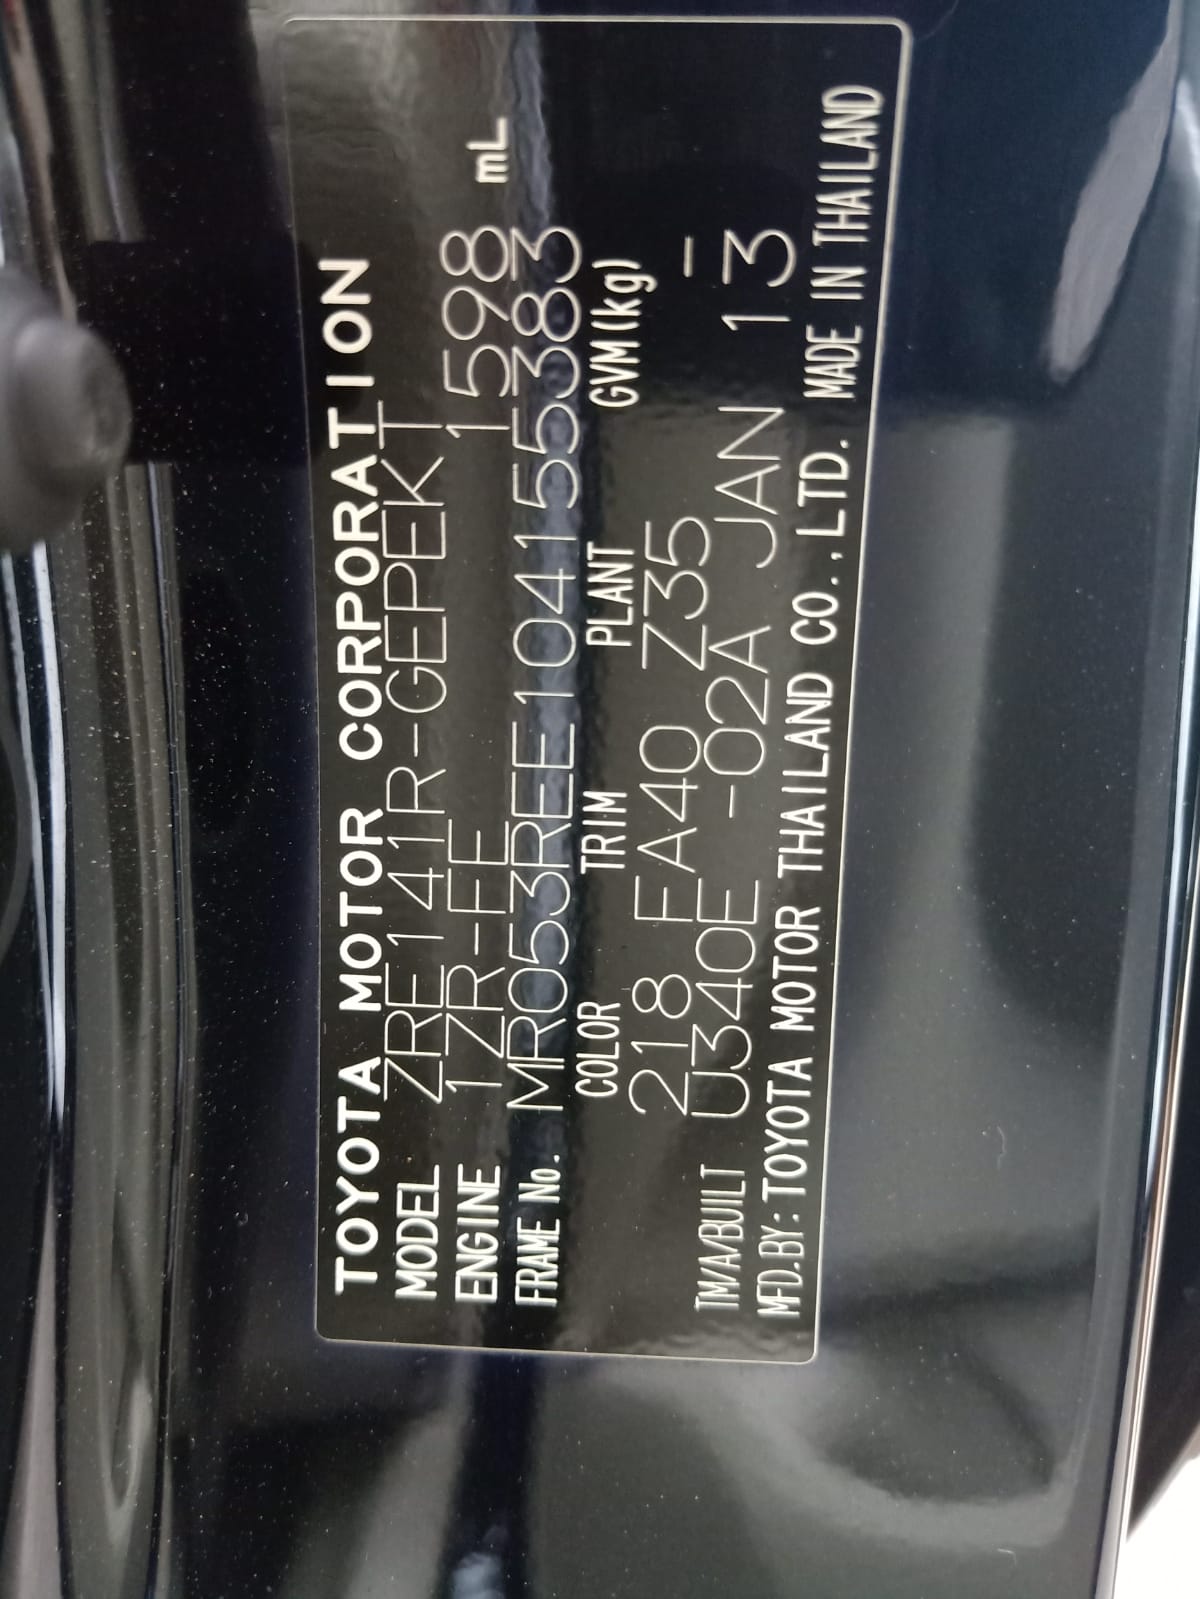 TOYOTA MOTOR CORPORATION
MODEL ZRE141R-GEPEKT
ENGINE 1ZR-FE 1598 mL
FRAME No. MR053REE104155383
COLOR TRIM PLANT GVM(kg)
218 FA40 Z35 —
TM/A/BUILT U340E -02A JAN 13
MFD.BY:TOYOTA MOTOR THAILAND CO.,LTD. MADE IN THAILAND